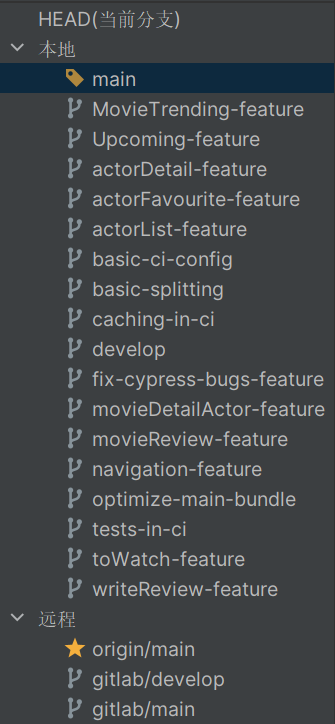 HEAD(当前分支)
本地
main
MovieTrending-feature
Upcoming-feature
actorDetail-feature
actorFavourite-feature
actorList-feature
basic-ci-config
basic-splitting
caching-in-ci
develop
fix-cypress-bugs-feature
movieDetailActor-feature
movieReview-feature
navigation-feature
optimize-main-bundle
tests-in-ci
toWatch-feature
writeReview-feature
远程
origin/main
gitlab/develop
gitlab/main